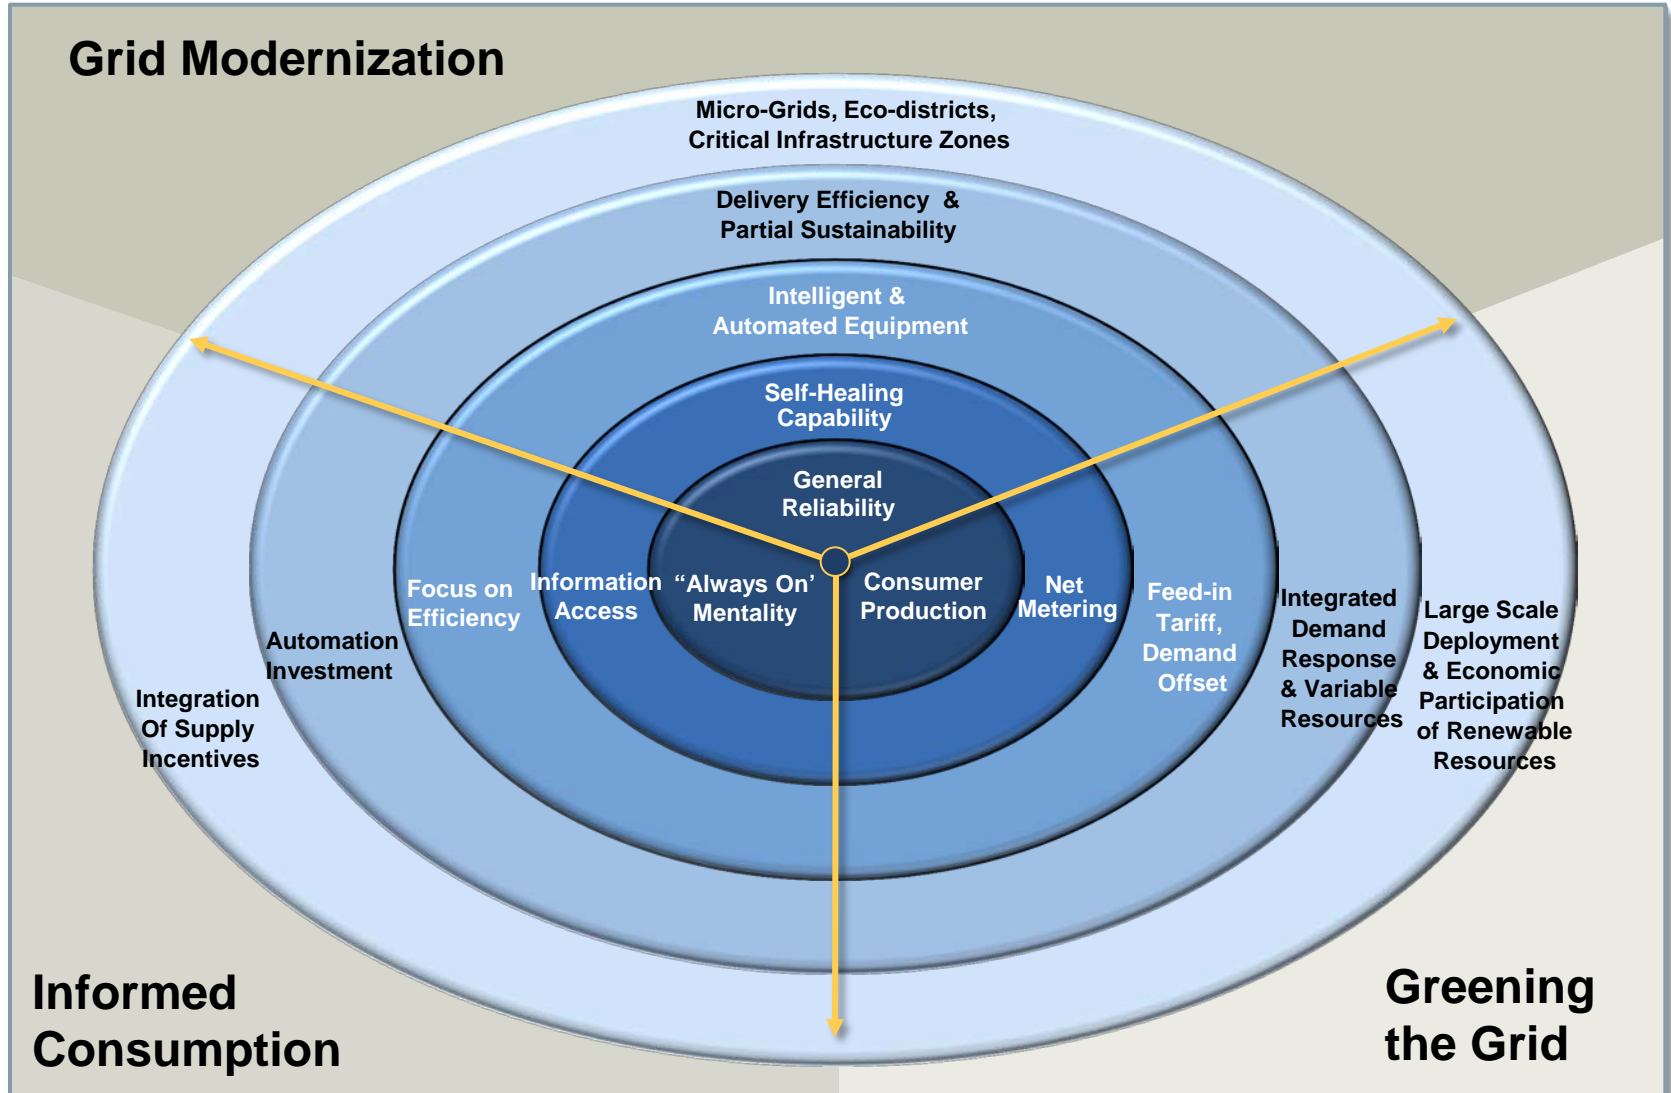 Grid Modernization
Micro-Grids, Eco-districts,
Critical Infrastructure Zones
Delivery Efficiency &
Partial Sustainability
Intelligent &
Automated Equipment
Self-Healing
Capability
General
Reliability
Focus on
Efficiency
Information
Access
“Always On’
Mentality
Consumer
Production
Net
Metering
Feed-in
Tariff,
Demand
Offset
Integrated
Demand
Response
& Variable
Resources
Large Scale
Deployment
& Economic
Participation
of Renewable
Resources
Automation
Investment
Integration
Of Supply
Incentives
Informed
Consumption
Greening
the Grid